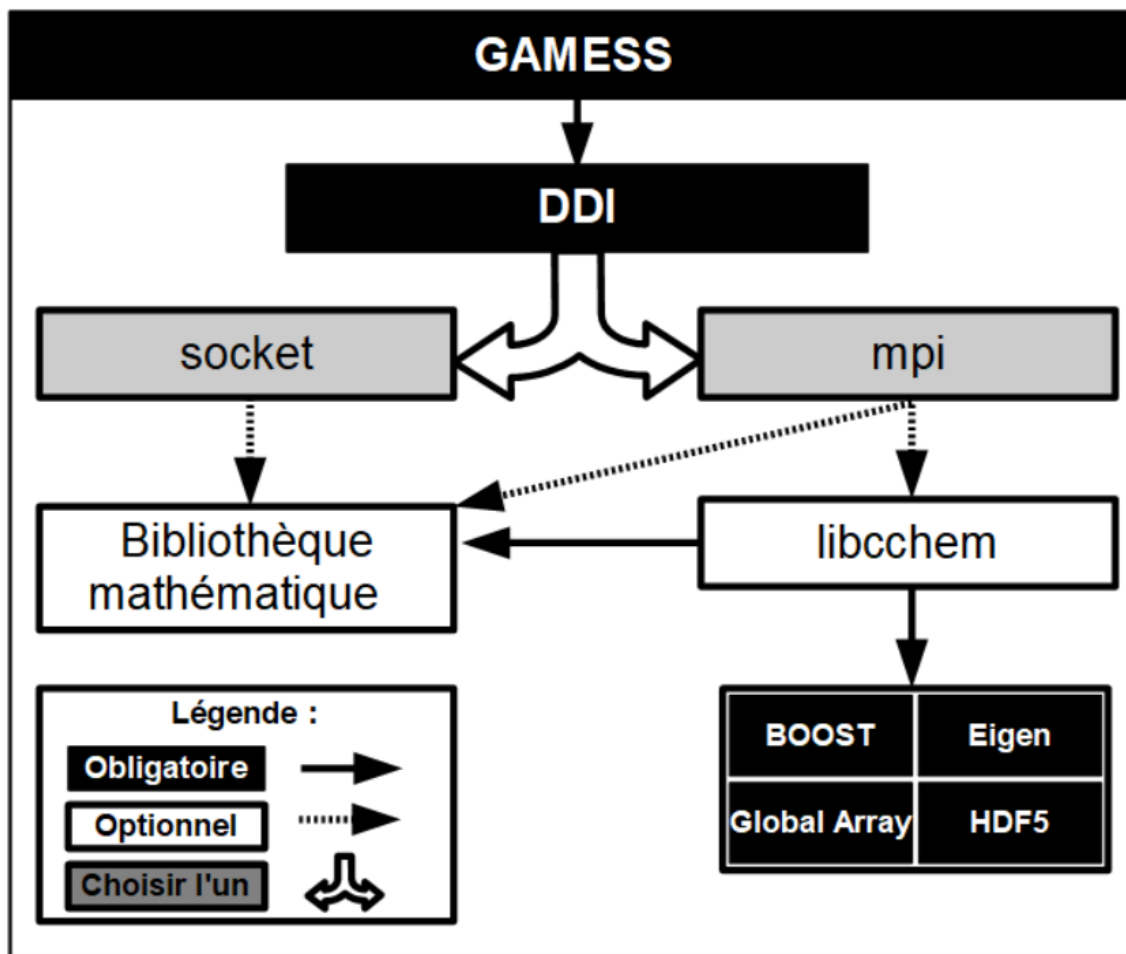 GAMESS
DDI
socket
mpi
Bibliothèque
mathématique
libcchem
Légende :
Obligatoire
Optionnel
Choisir l'un
BOOST
Eigen
Global Array
HDF5